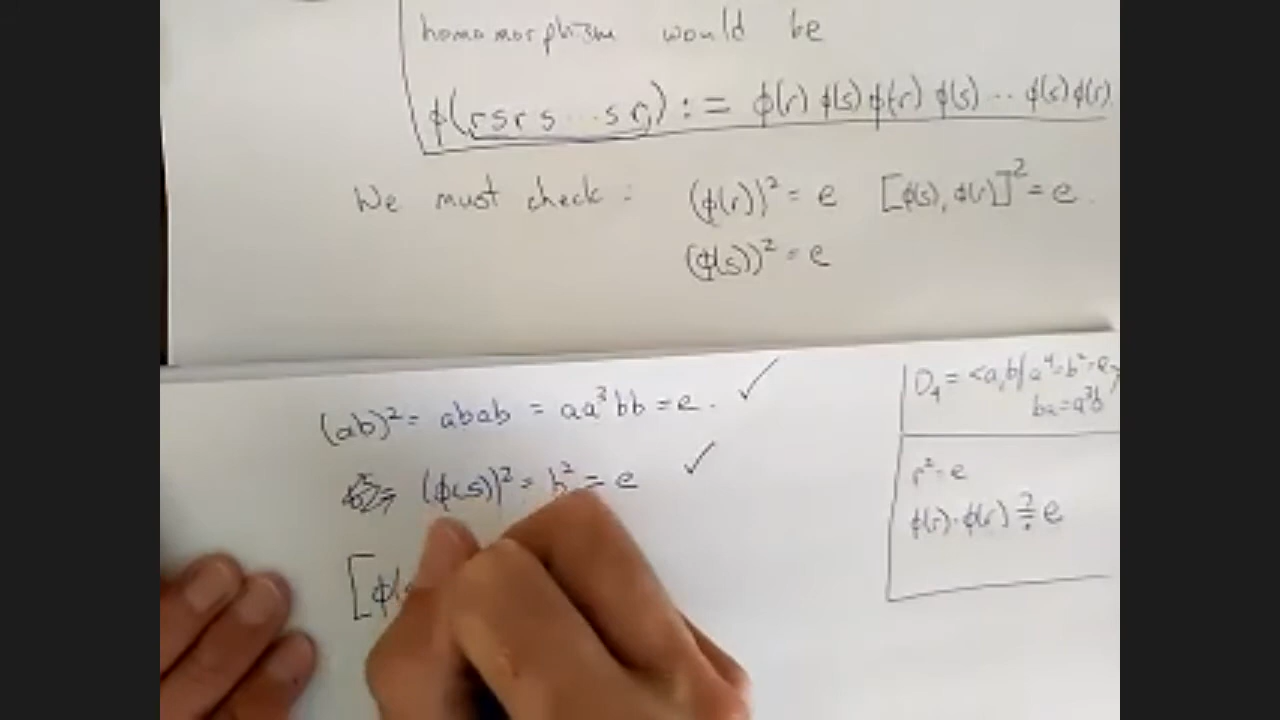 homomorphism would be
ϕ(rsrs...sr) := ϕ(r) ϕ(s) ϕ(r) ϕ(s) ... ϕ(s) ϕ(r)
We must check : (ϕ(r))² = e [ϕ(s), ϕ(r)]² = e.
(ϕ(s))² = e
(ab)² = abab = aa³bb = e. ✓
(ϕ(s))² = b² = e ✓
[ϕ(
D₄ = <a,b| a⁴=b²=e,
ba=a³b
r² = e
ϕ(r)·ϕ(r) ≟ e